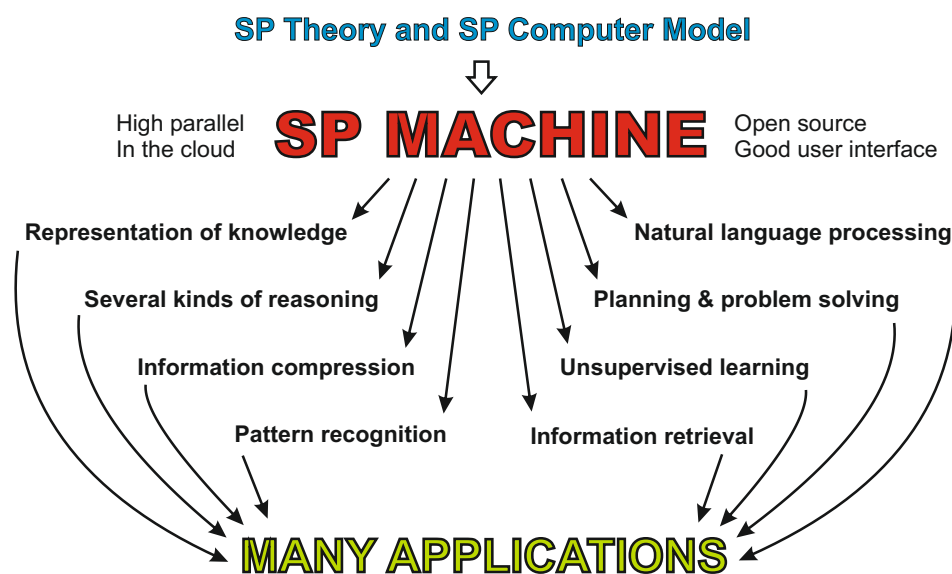 SP Theory and SP Computer Model
High parallel
In the cloud
SP MACHINE
Open source
Good user interface
Representation of knowledge
Natural language processing
Several kinds of reasoning
Planning & problem solving
Information compression
Unsupervised learning
Pattern recognition
Information retrieval
MANY APPLICATIONS